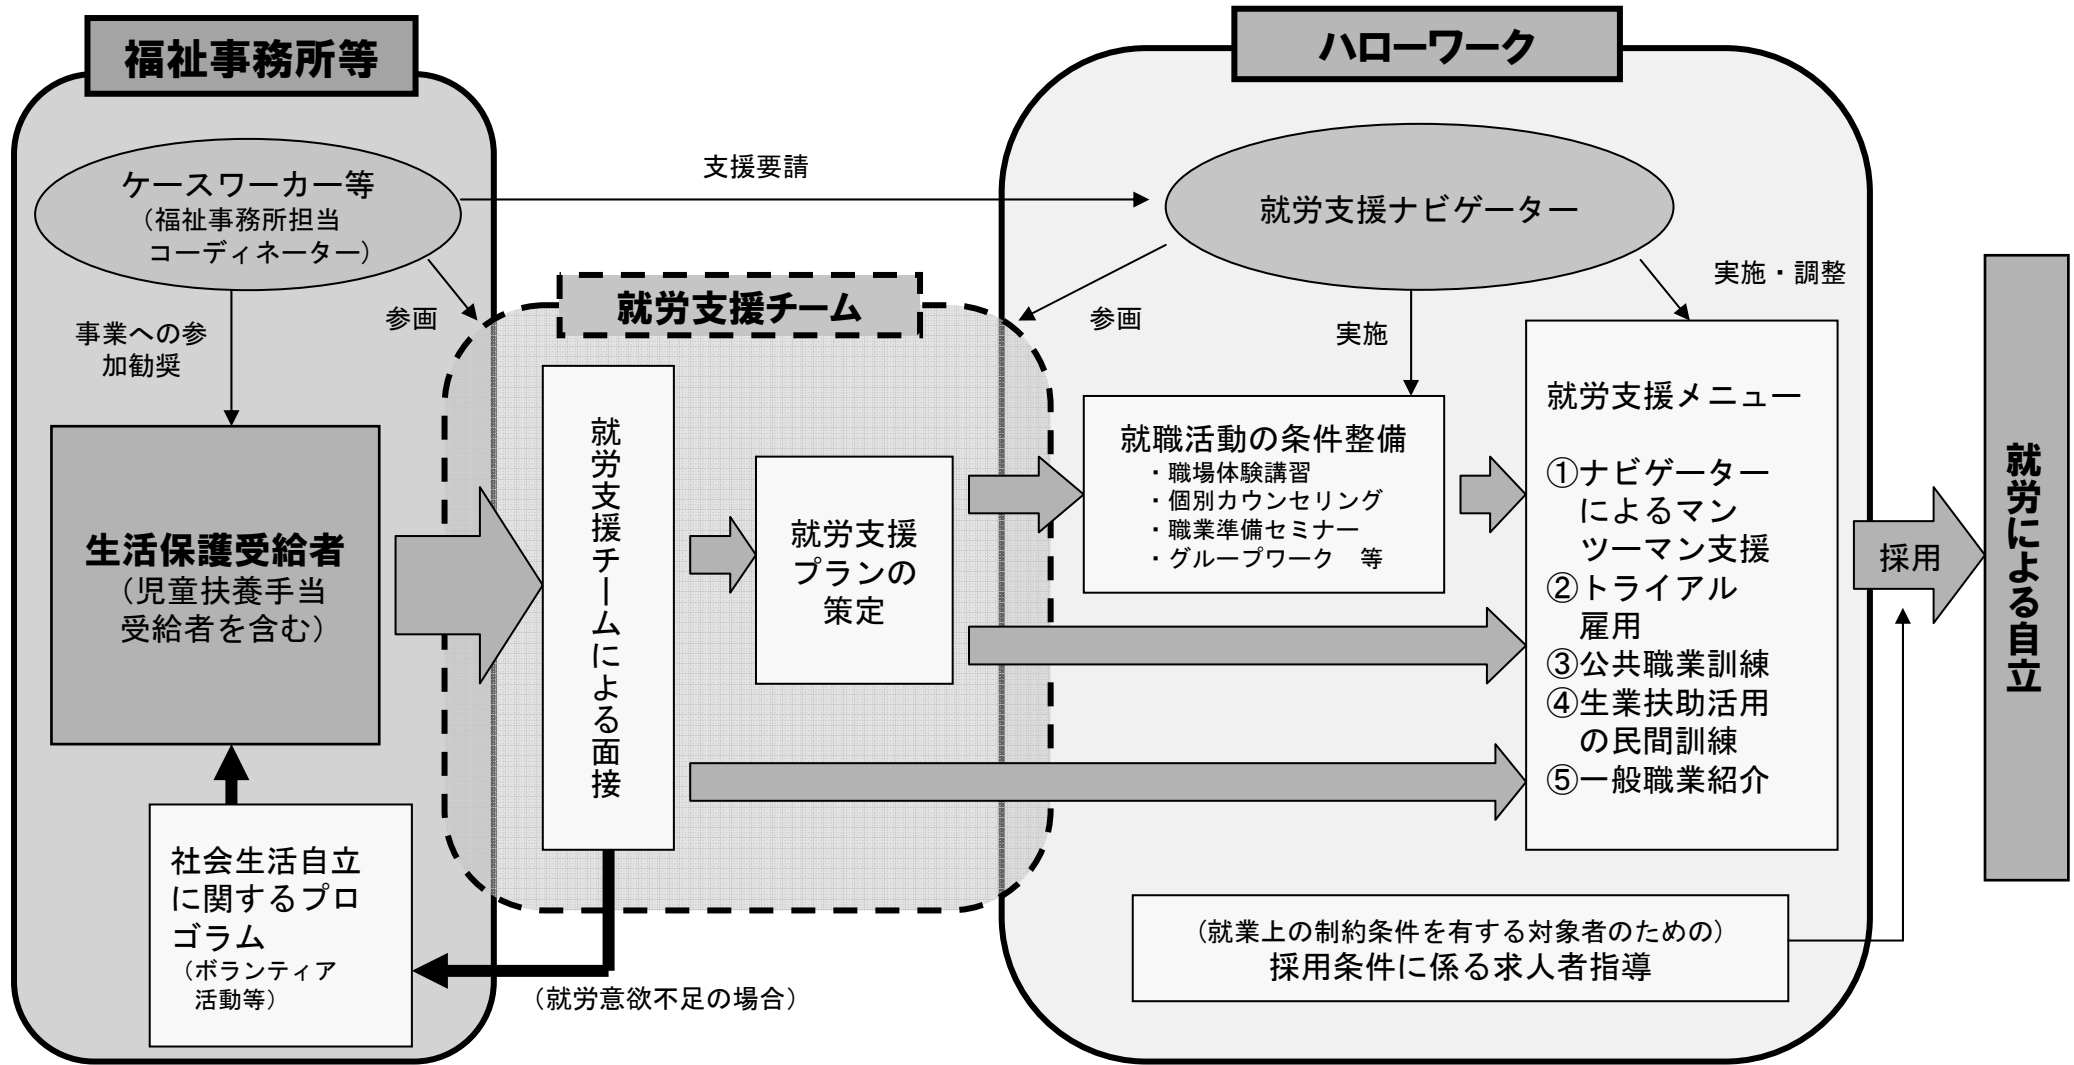 福祉事務所等
ケースワーカー等
（福祉事務所担当
コーディネーター）
事業への参
加勧奨
生活保護受給者
（児童扶養手当
受給者を含む）
社会生活自立
に関するプロ
ゴラム
（ボランティア
活動等）
支援要請
参画
就労支援チーム
就労支援チームによる面接
就労支援
プランの
策定
（就労意欲不足の場合）
ハローワーク
就労支援ナビゲーター
参画
実施
実施・調整
就職活動の条件整備
・職場体験講習
・個別カウンセリング
・職業準備セミナー
・グループワーク　等
就労支援メニュー
①ナビゲーター
によるマン
ツーマン支援
②トライアル
雇用
③公共職業訓練
④生業扶助活用
の民間訓練
⑤一般職業紹介
（就業上の制約条件を有する対象者のための）
採用条件に係る求人者指導
採用
就労による自立